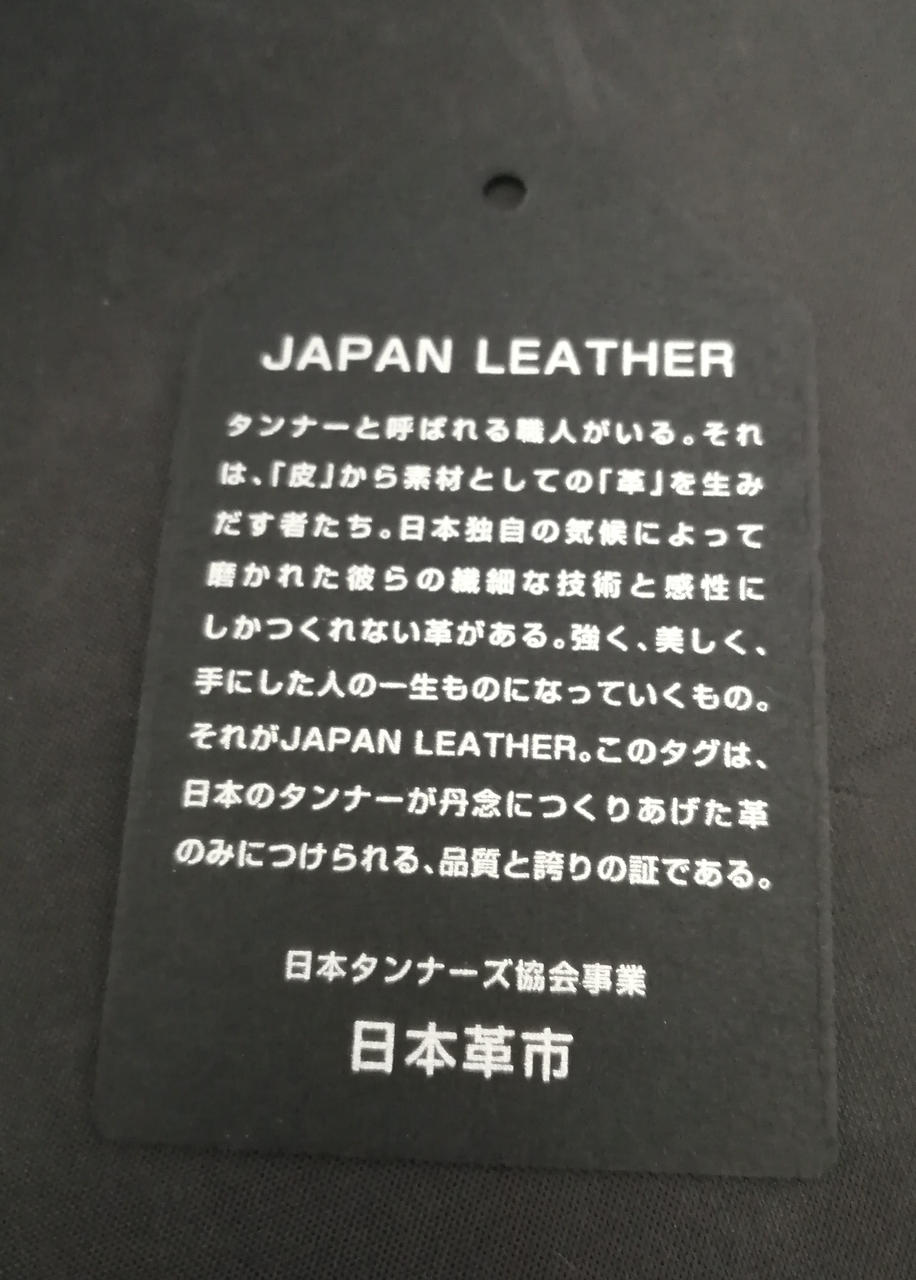 JAPAN LEATHER
タンナーと呼ばれる職人がいる。それ
は、「皮」から素材としての「革」を生み
だす者たち。日本独自の気候によって
磨かれた彼らの繊細な技術と感性に
しかつくれない革がある。強く、美しく、
手にした人の一生ものになっていくもの。
それがJAPAN LEATHER。このタグは、
日本のタンナーが丹念につくりあげた革
のみにつけられる、品質と誇りの証である。
日本タンナーズ協会事業
日本革市